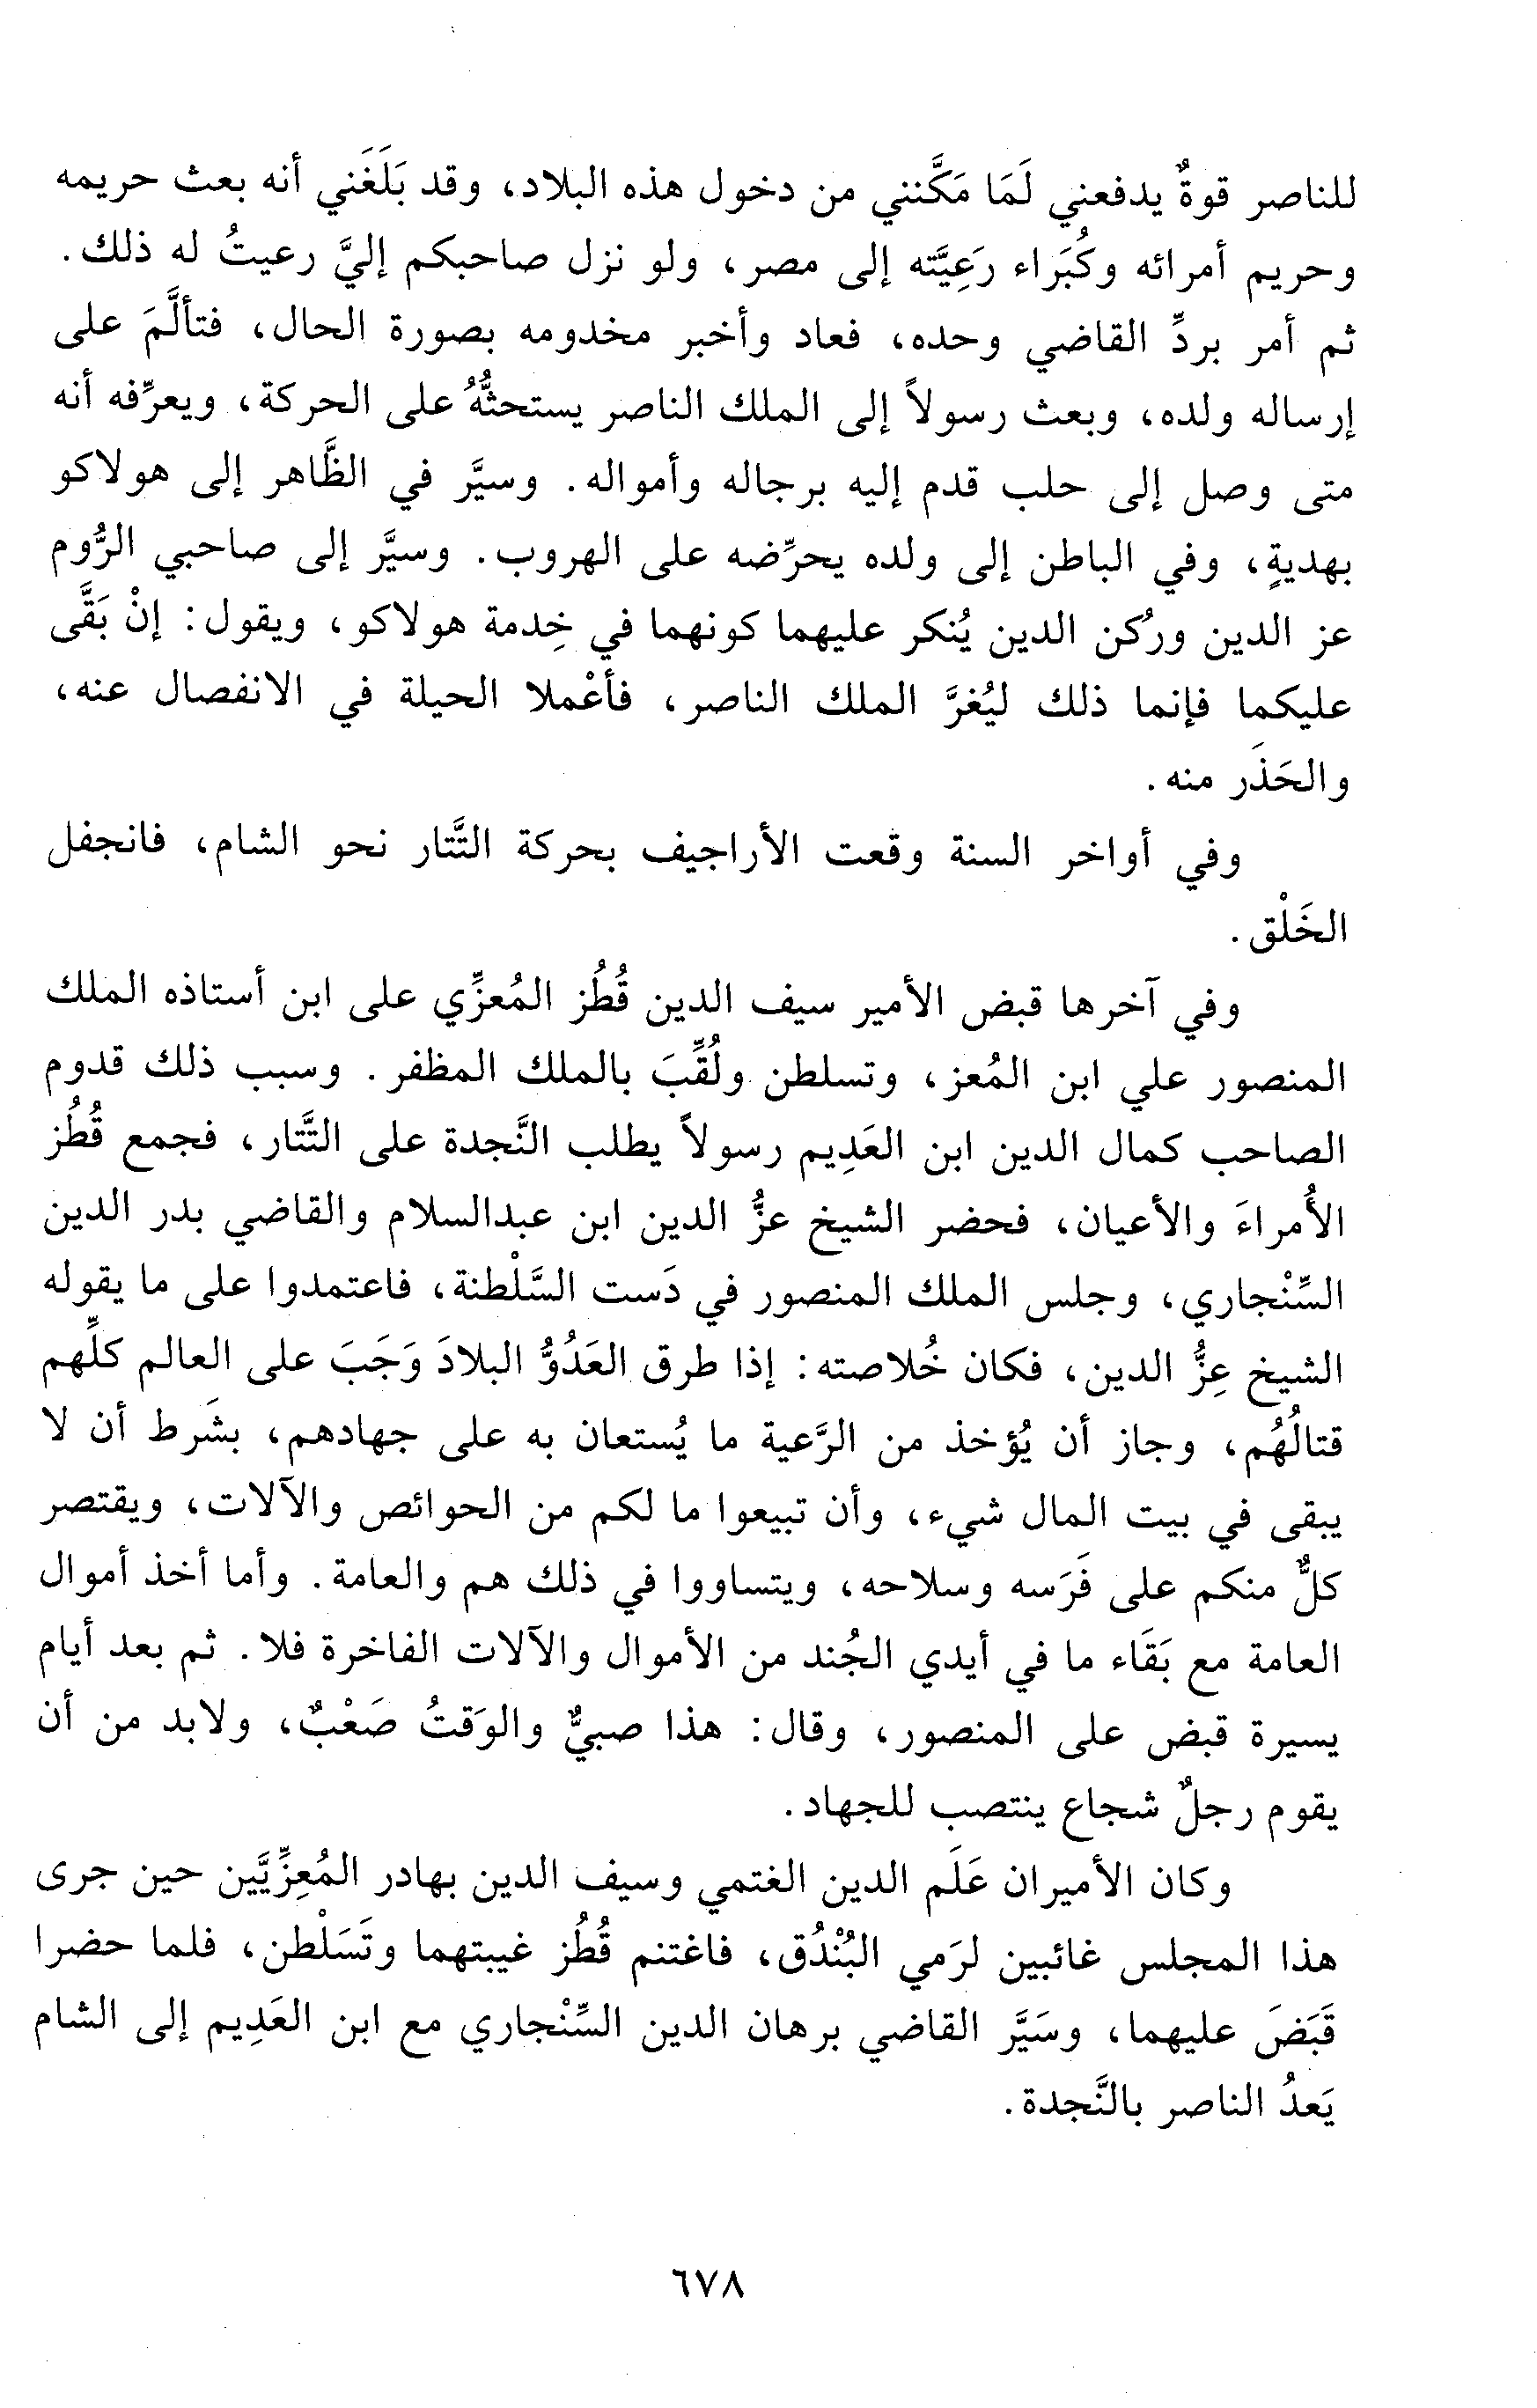 للناصر قوةٌ يدفعني لَمَا مَكَّنني من دخول هذه البلاد، وقد بَلَغَني أنه بعث حريمه
وحريم أمرائه وكُبَراء رَعِيَّته إلى مصر، ولو نزل صاحبكم إليَّ رعيتُ له ذلك.
ثم أمر بردِّ القاضي وحده، فعاد وأخبر مخدومه بصورة الحال، فتألَّمَ على
إرساله ولده، وبعث رسولاً إلى الملك الناصر يستحثُّهُ على الحركة، ويعرِّفه أنه
متى وصل إلى حلب قدم إليه برجاله وأمواله. وسيَّر في الظَّاهر إلى هولاكو
بهديةٍ، وفي الباطن إلى ولده يحرِّضه على الهروب. وسيَّر إلى صاحبي الرُّوم
عز الدين ورُكن الدين يُنكر عليهما كونهما في خِدمة هولاكو، ويقول: إنْ بَقَّى
عليكما فإنما ذلك ليُغرَّ الملك الناصر، فأعْملا الحيلة في الانفصال عنه،
والحَذَر منه.
وفي أواخر السنة وقعت الأراجيف بحركة التَّتار نحو الشام، فانجفل
الخَلْق.
وفي آخرها قبض الأمير سيف الدين قُطُز المُعزِّي على ابن أستاذه الملك
المنصور علي ابن المُعز، وتسلطن ولُقِّبَ بالملك المظفر. وسبب ذلك قدوم
الصاحب كمال الدين ابن العَدِيم رسولاً يطلب النَّجدة على التَّتار، فجمع قُطُز
الأُمراءَ والأعيان، فحضر الشيخ عزُّ الدين ابن عبدالسلام والقاضي بدر الدين
السِّنْجاري، وجلس الملك المنصور في دَست السَّلْطنة، فاعتمدوا على ما يقوله
الشيخ عِزُّ الدين، فكان خُلاصته: إذا طرق العَدُوُّ البلادَ وَجَبَ على العالم كلِّهم
قتالُهُم، وجاز أن يُؤخذ من الرَّعية ما يُستعان به على جهادهم، بشَرط أن لا
يبقى في بيت المال شيء، وأن تبيعوا ما لكم من الحوائص والآلات، ويقتصر
كلٌّ منكم على فَرَسه وسلاحه، ويتساووا في ذلك هم والعامة. وأما أخذ أموال
العامة مع بَقَاء ما في أيدي الجُند من الأموال والآلات الفاخرة فلا. ثم بعد أيام
يسيرة قبض على المنصور، وقال: هذا صبيٌّ والوَقتُ صَعْبٌ، ولابد من أن
يقوم رجلٌ شجاع ينتصب للجهاد.
وكان الأميران عَلَم الدين الغتمي وسيف الدين بهادر المُعِزِّيَّين حين جرى
هذا المجلس غائبين لرَمي البُنْدُق، فاغتنم قُطُز غيبتهما وتَسَلْطن، فلما حضرا
قَبَضَ عليهما، وسَيَّر القاضي برهان الدين السِّنْجاري مع ابن العَدِيم إلى الشام
يَعدُ الناصر بالنَّجدة.
٦٧٨